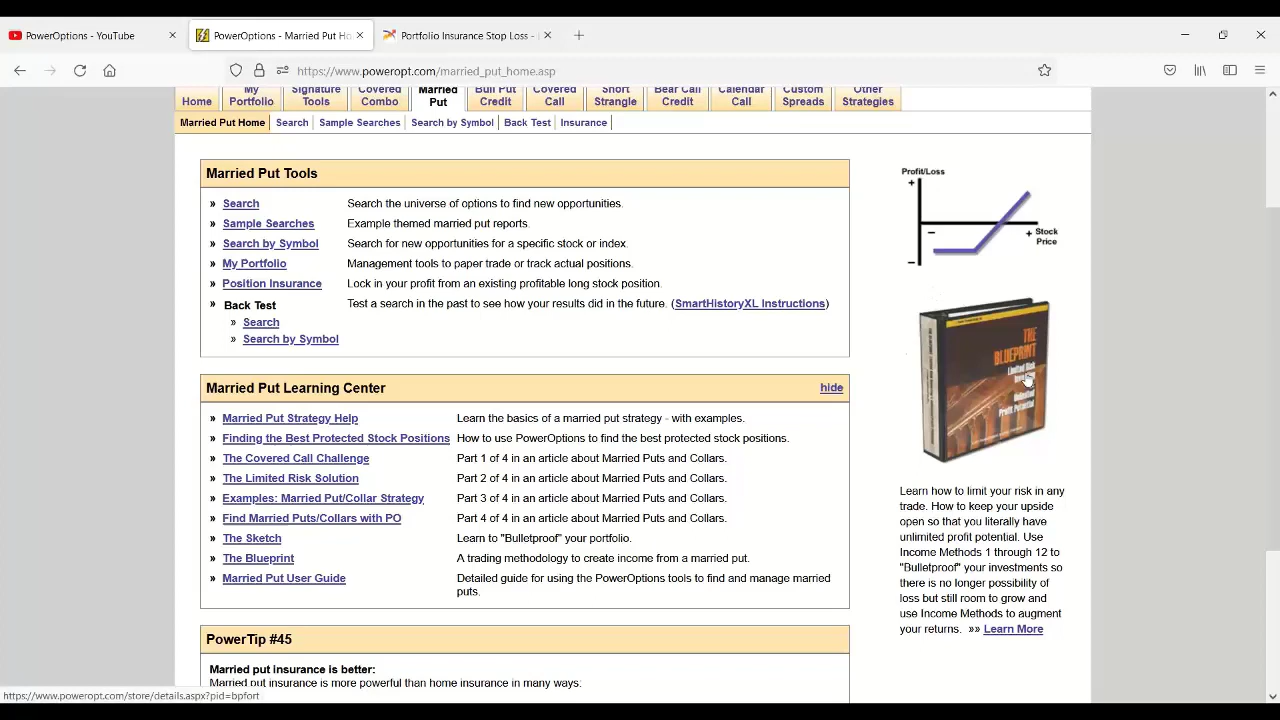 PowerOptions - YouTube
PowerOptions - Married Put Ho
Portfolio Insurance Stop Loss -
https://www.poweropt.com/married_put_home.asp
Home
My Portfolio
Signature Tools
Covered Combo
Married Put
Bull Put Credit
Covered Call
Short Strangle
Bear Call Credit
Calendar Call
Custom Spreads
Other Strategies
Married Put Home Search Sample Searches Search by Symbol Back Test Insurance
Married Put Tools
» Search Search the universe of options to find new opportunities.
» Sample Searches Example themed married put reports.
» Search by Symbol Search for new opportunities for a specific stock or index.
» My Portfolio Management tools to paper trade or track actual positions.
» Position Insurance Lock in your profit from an existing profitable long stock position.
» Back Test Test a search in the past to see how your results did in the future. (SmartHistoryXL Instructions)
» Search
» Search by Symbol
Married Put Learning Center hide
» Married Put Strategy Help Learn the basics of a married put strategy - with examples.
» Finding the Best Protected Stock Positions How to use PowerOptions to find the best protected stock positions.
» The Covered Call Challenge Part 1 of 4 in an article about Married Puts and Collars.
» The Limited Risk Solution Part 2 of 4 in an article about Married Puts and Collars.
» Examples: Married Put/Collar Strategy Part 3 of 4 in an article about Married Puts and Collars.
» Find Married Puts/Collars with PO Part 4 of 4 in an article about Married Puts and Collars.
» The Sketch Learn to "Bulletproof" your portfolio.
» The Blueprint A trading methodology to create income from a married put.
» Married Put User Guide Detailed guide for using the PowerOptions tools to find and manage married
puts.
PowerTip #45
Married put insurance is better:
Married put insurance is more powerful than home insurance in many ways:
Profit/Loss
+
−
+ Stock
Price
−
THE
BLUEPRINT
Limited Risk
Profit Potential
Learn how to limit your risk in any
trade. How to keep your upside
open so that you literally have
unlimited profit potential. Use
Income Methods 1 through 12 to
"Bulletproof" your investments so
there is no longer possibility of
loss but still room to grow and
use Income Methods to augment
your returns. »» Learn More
https://www.poweropt.com/store/details.aspx?pid=bpfort